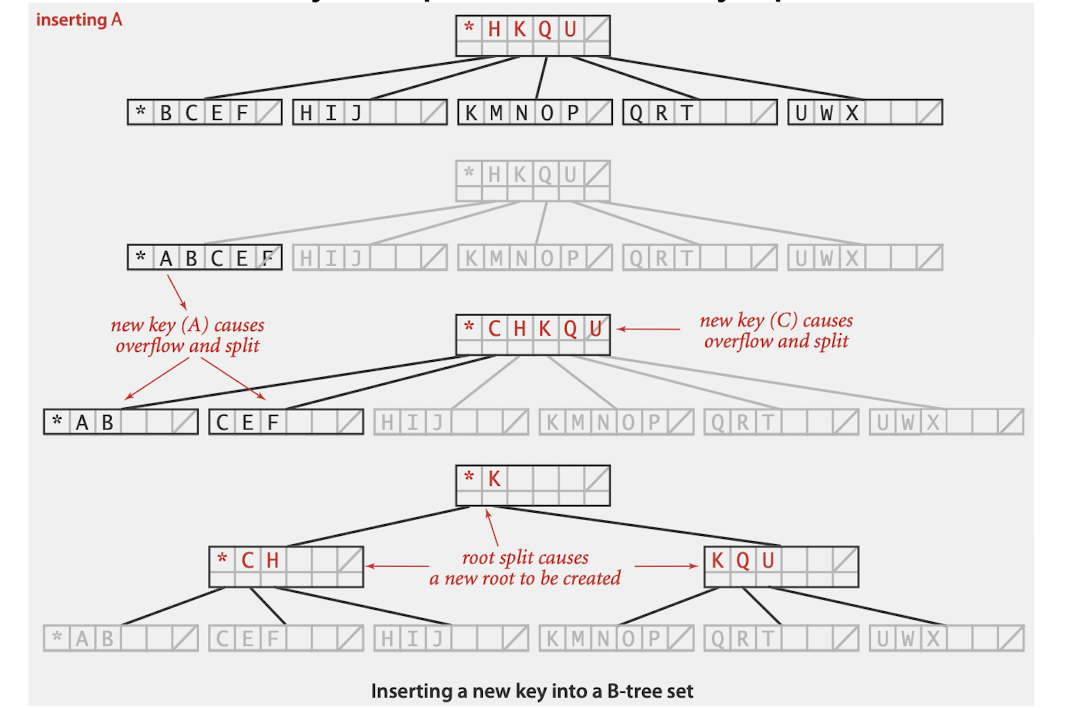 inserting A
* H K Q U
* B C E F
H I J
K M N O P
Q R T
U W X
* H K Q U
* A B C E F
H I J
K M N O P
Q R T
U W X
new key (A) causes
overflow and split
* C H K Q U
new key (C) causes
overflow and split
* A B
C E F
H I J
K M N O P
Q R T
U W X
* K
* C H
root split causes
a new root to be created
K Q U
* A B
C E F
H I J
K M N O P
Q R T
U W X
Inserting a new key into a B-tree set